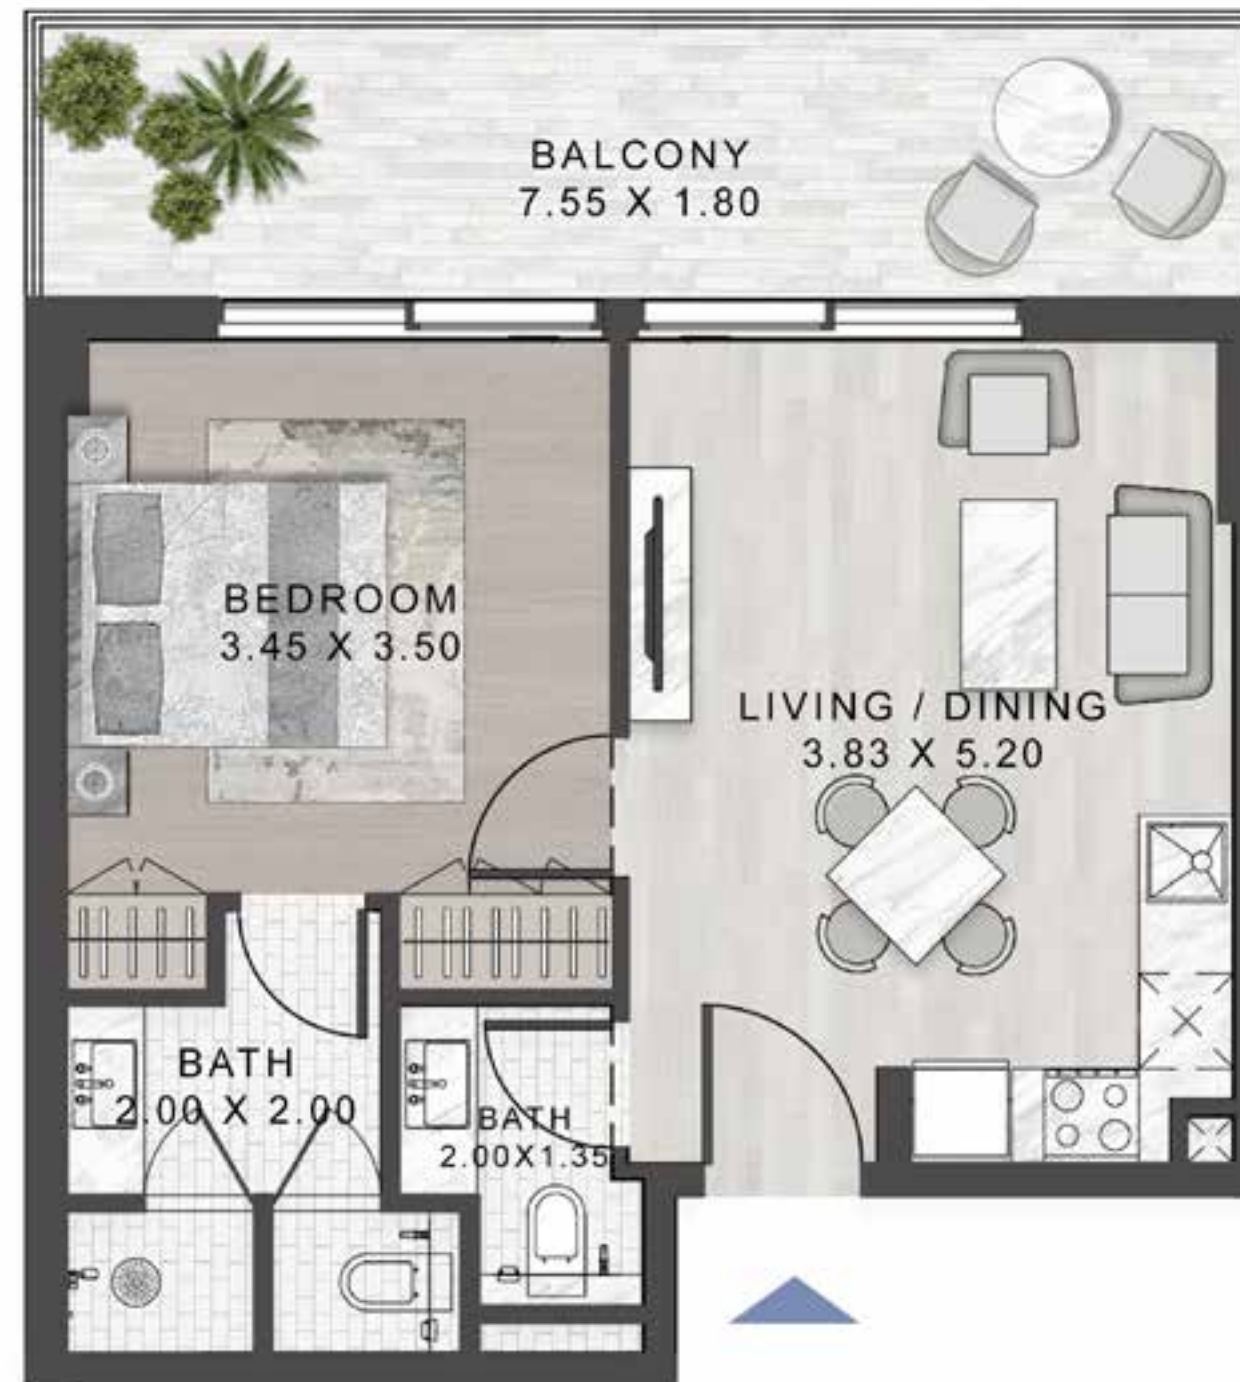 BALCONY
7.55 X 1.80
BEDROOM
3.45 X 3.50
LIVING / DINING
3.83 X 5.20
BATH
2.00 X 2.00
BATH
2.00X1.35